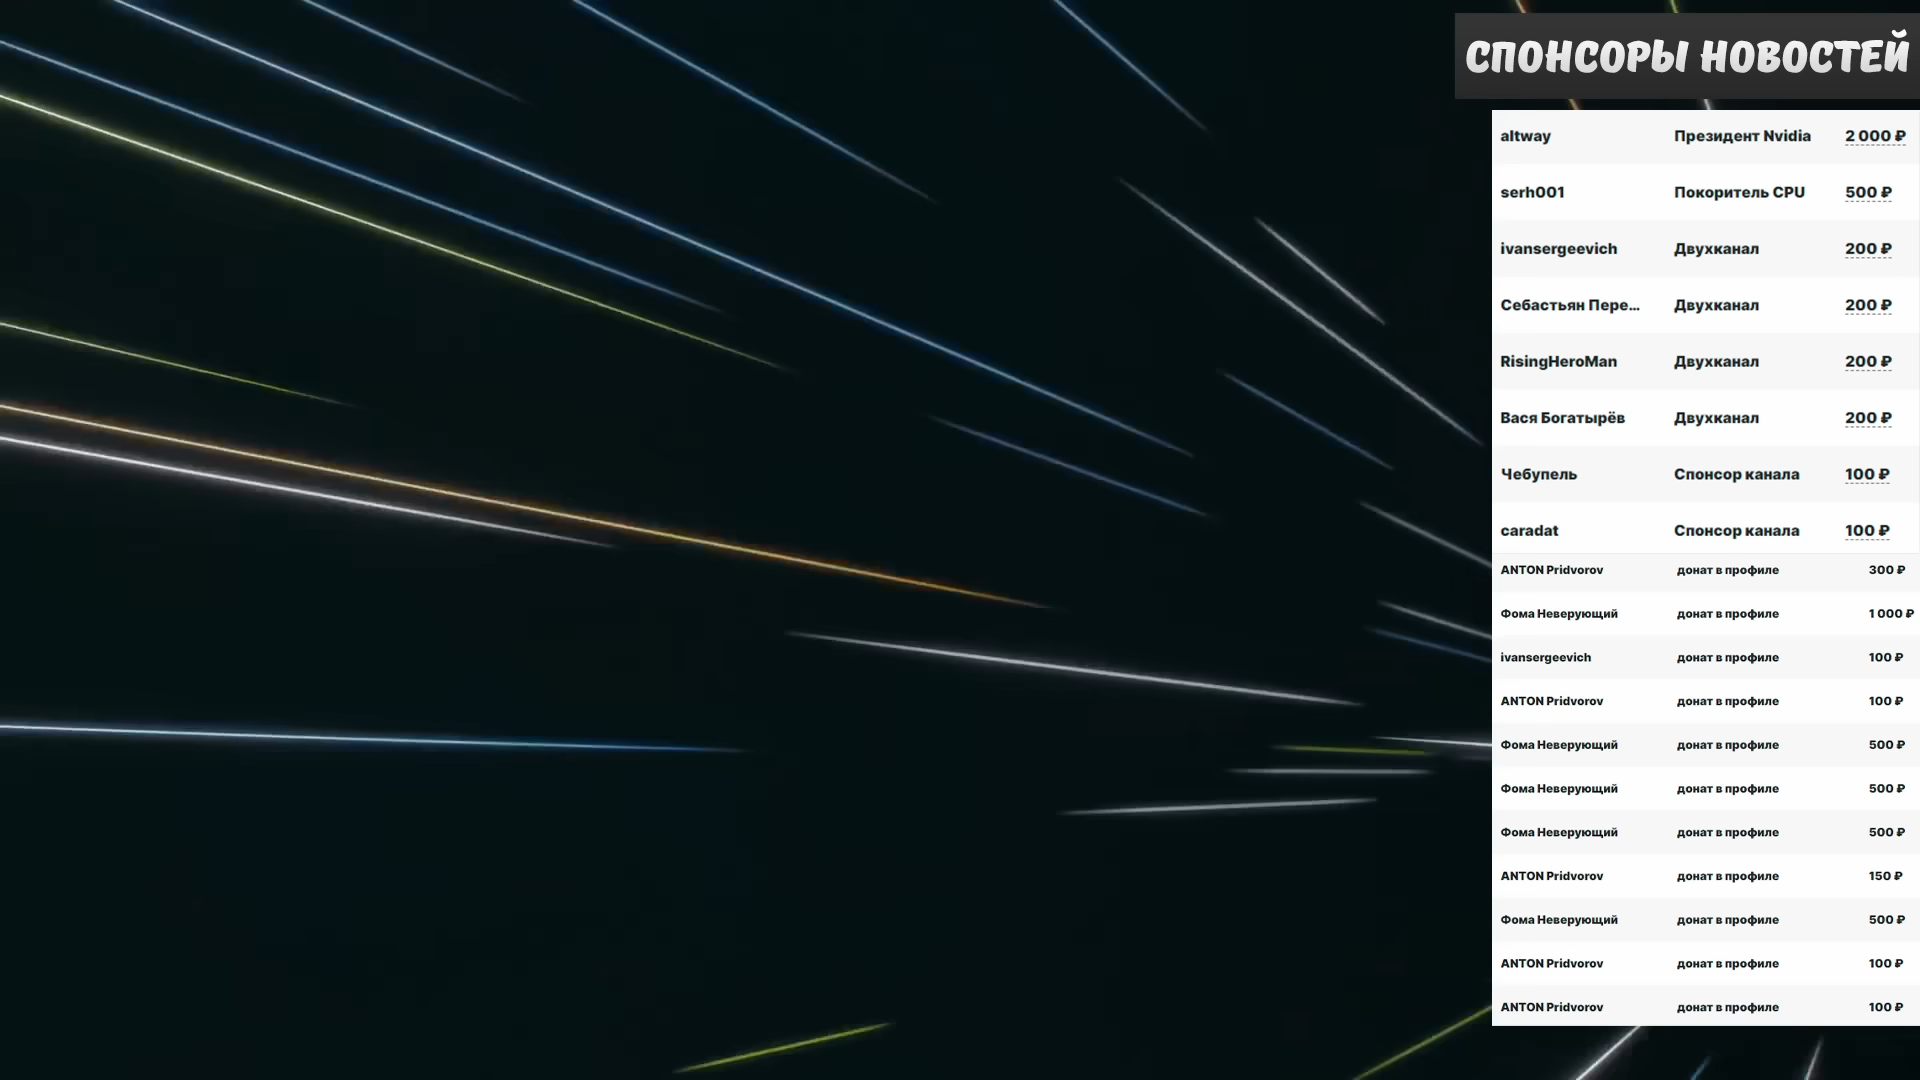 СПОНСОРЫ НОВОСТЕЙ
altway Президент Nvidia 2 000 ₽
serh001 Покоритель CPU 500 ₽
ivansergeevich Двухканал 200 ₽
Себастьян Пере... Двухканал 200 ₽
RisingHeroMan Двухканал 200 ₽
Вася Богатырёв Двухканал 200 ₽
Чебупель Спонсор канала 100 ₽
caradat Спонсор канала 100 ₽
ANTON Pridvorov донат в профиле 300 ₽
Фома Неверующий донат в профиле 1 000 ₽
ivansergeevich донат в профиле 100 ₽
ANTON Pridvorov донат в профиле 100 ₽
Фома Неверующий донат в профиле 500 ₽
Фома Неверующий донат в профиле 500 ₽
Фома Неверующий донат в профиле 500 ₽
ANTON Pridvorov донат в профиле 150 ₽
Фома Неверующий донат в профиле 500 ₽
ANTON Pridvorov донат в профиле 100 ₽
ANTON Pridvorov донат в профиле 100 ₽